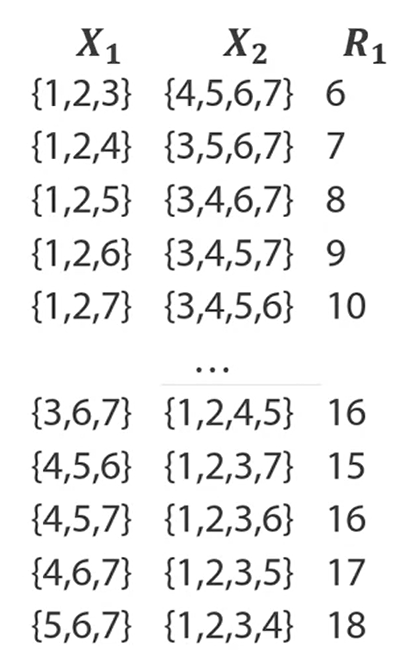 X₁ X₂ R₁
{1,2,3} {4,5,6,7} 6
{1,2,4} {3,5,6,7} 7
{1,2,5} {3,4,6,7} 8
{1,2,6} {3,4,5,7} 9
{1,2,7} {3,4,5,6} 10
...
{3,6,7} {1,2,4,5} 16
{4,5,6} {1,2,3,7} 15
{4,5,7} {1,2,3,6} 16
{4,6,7} {1,2,3,5} 17
{5,6,7} {1,2,3,4} 18